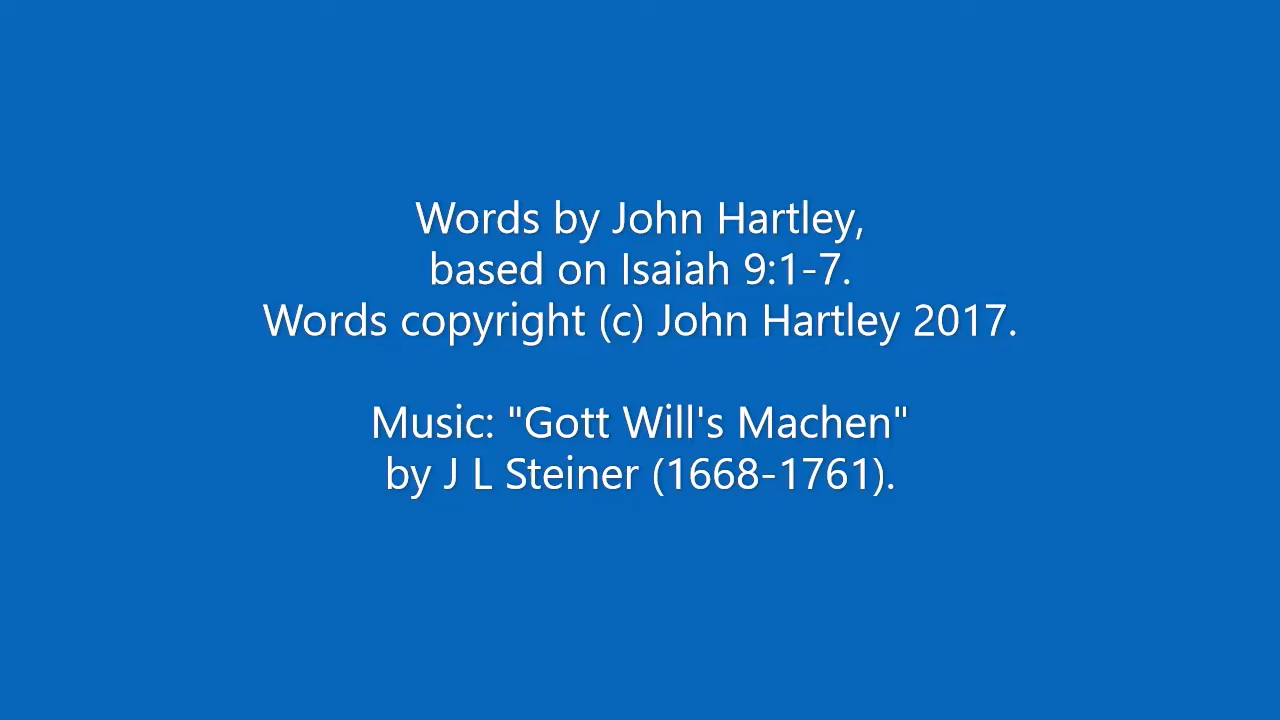 Words by John Hartley,
based on Isaiah 9:1-7.
Words copyright (c) John Hartley 2017.
Music: "Gott Will's Machen"
by J L Steiner (1668-1761).